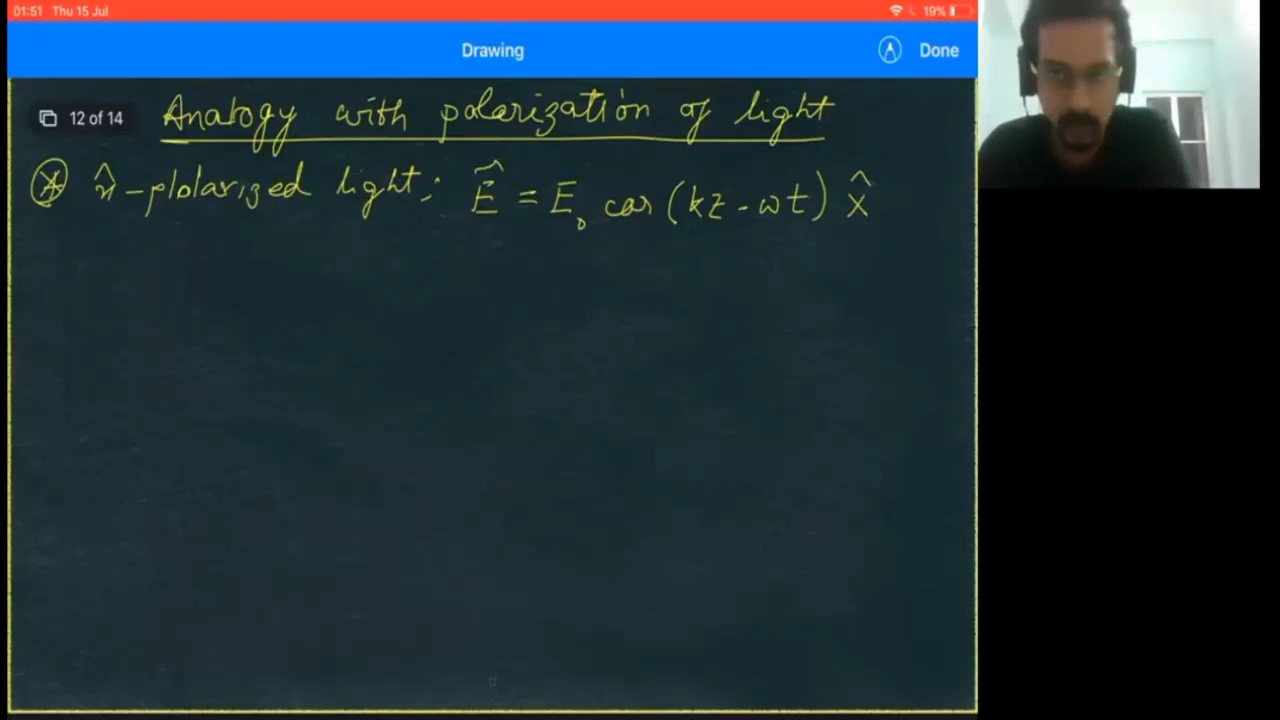 01:51 Thu 15 Jul
19%
Drawing
Done
12 of 14
Analogy with polarization of light
x̂-plolarized light: Ê = E₀ cos (kz - ωt) x̂